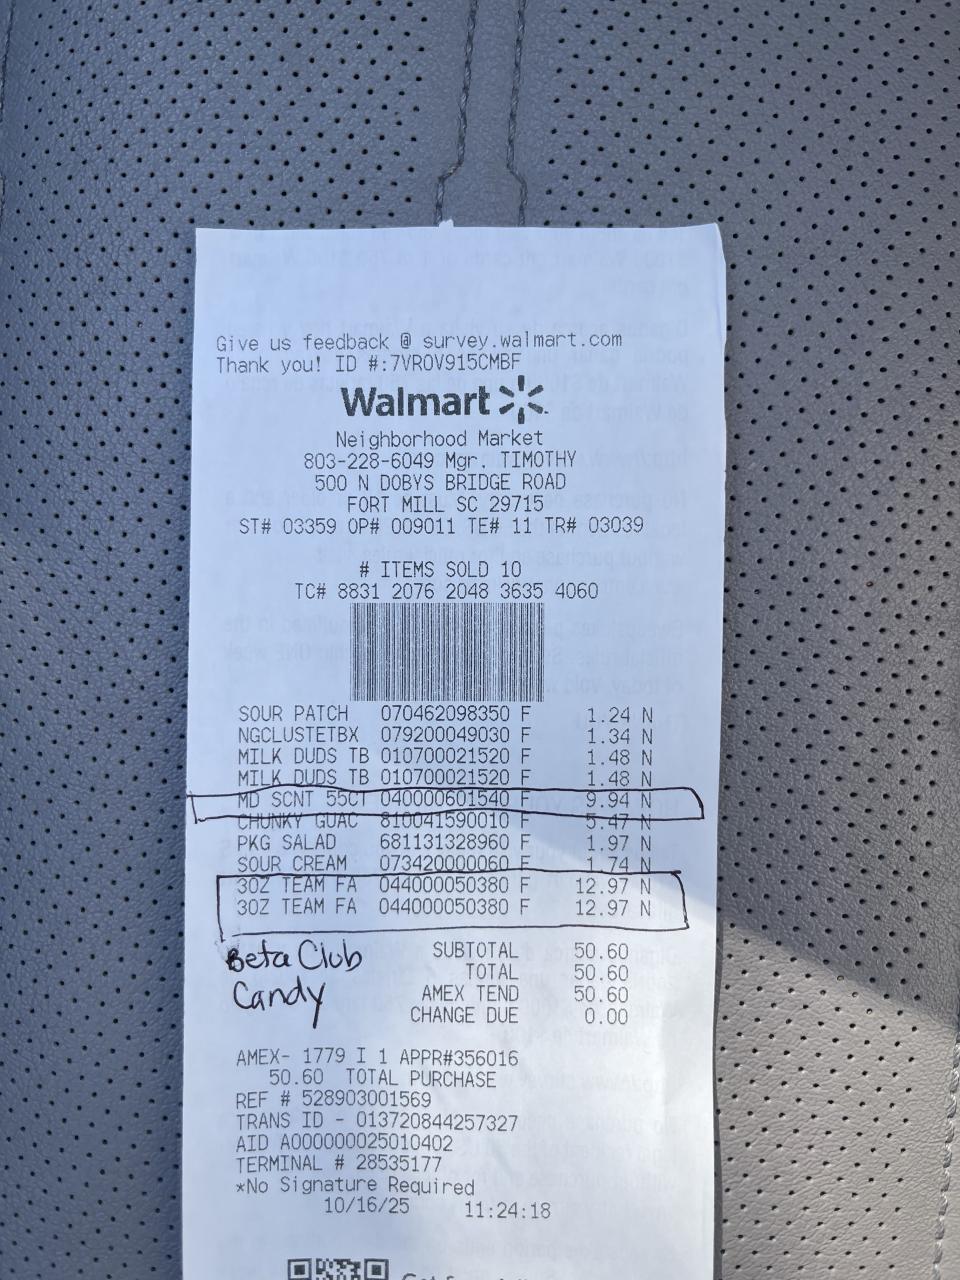 Give us feedback @ survey.walmart.com
Thank you! ID #:7VR0V915CMBF
Walmart
Neighborhood Market
803-228-6049 Mgr. TIMOTHY
500 N DOBYS BRIDGE ROAD
FORT MILL SC 29715
ST# 03359 OP# 009011 TE# 11 TR# 03039
# ITEMS SOLD 10
TC# 8831 2076 2048 3635 4060
SOUR PATCH 070462098350 F 1.24 N
NGCLUSTETBX 079200049030 F 1.34 N
MILK DUDS TB 010700021520 F 1.48 N
MILK DUDS TB 010700021520 F 1.48 N
MD SCNT 55CT 040000601540 F 9.94 N
CHUNKY GUAC 810041590010 F 5.47 N
PKG SALAD 681131328960 F 1.97 N
SOUR CREAM 073420000060 F 1.74 N
3OZ TEAM FA 044000050380 F 12.97 N
3OZ TEAM FA 044000050380 F 12.97 N
Beta Club
Candy
SUBTOTAL 50.60
TOTAL 50.60
AMEX TEND 50.60
CHANGE DUE 0.00
AMEX- 1779 I 1 APPR#356016
50.60 TOTAL PURCHASE
REF # 528903001569
TRANS ID - 013720844257327
AID A000000025010402
TERMINAL # 28535177
*No Signature Required
10/16/25 11:24:18